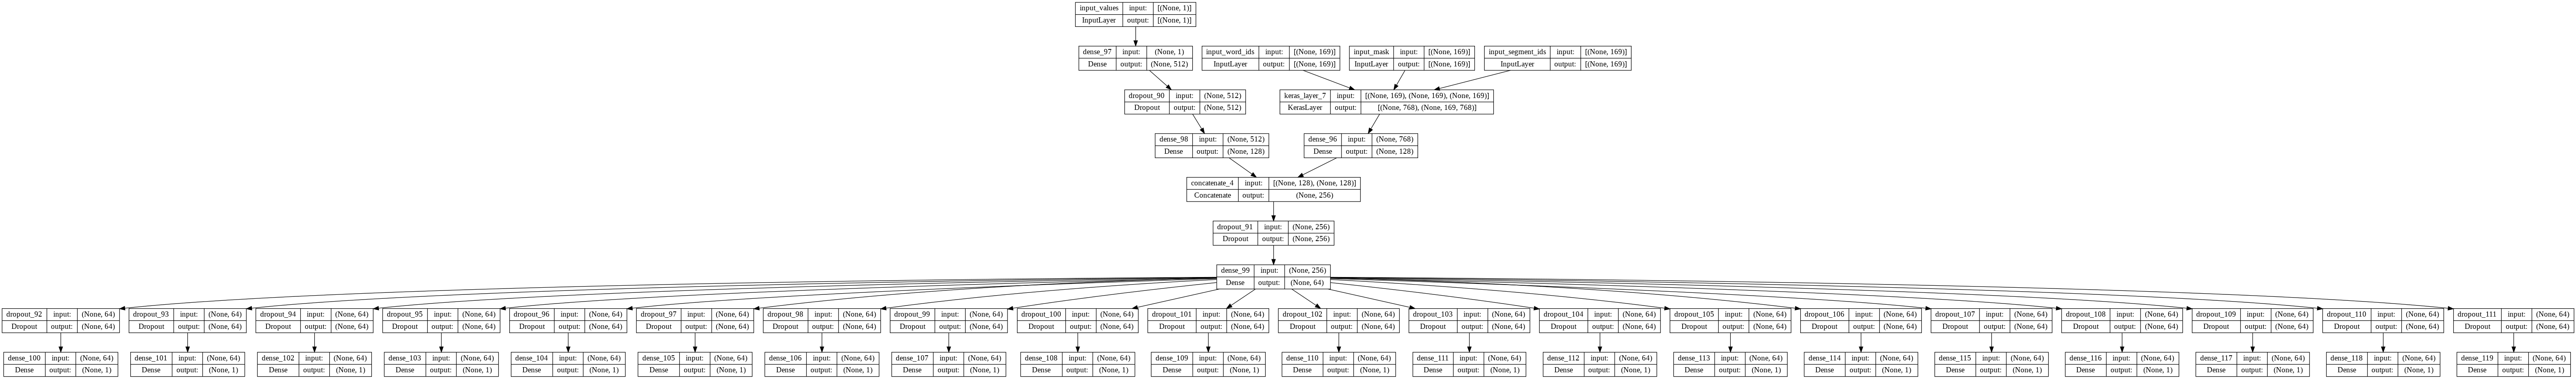 input_values input: [(None, 1)]
InputLayer output: [(None, 1)]
dense_97 input: (None, 1)
Dense output: (None, 512)
input_word_ids input: [(None, 169)]
InputLayer output: [(None, 169)]
input_mask input: [(None, 169)]
InputLayer output: [(None, 169)]
input_segment_ids input: [(None, 169)]
InputLayer output: [(None, 169)]
dropout_90 input: (None, 512)
Dropout output: (None, 512)
keras_layer_7 input: [(None, 169), (None, 169), (None, 169)]
KerasLayer output: [(None, 768), (None, 169, 768)]
dense_98 input: (None, 512)
Dense output: (None, 128)
dense_96 input: (None, 768)
Dense output: (None, 128)
concatenate_4 input: [(None, 128), (None, 128)]
Concatenate output: (None, 256)
dropout_91 input: (None, 256)
Dropout output: (None, 256)
dense_99 input: (None, 256)
Dense output: (None, 64)
dropout_92 input: (None, 64)
Dropout output: (None, 64)
dropout_93 input: (None, 64)
Dropout output: (None, 64)
dropout_94 input: (None, 64)
Dropout output: (None, 64)
dropout_95 input: (None, 64)
Dropout output: (None, 64)
dropout_96 input: (None, 64)
Dropout output: (None, 64)
dropout_97 input: (None, 64)
Dropout output: (None, 64)
dropout_98 input: (None, 64)
Dropout output: (None, 64)
dropout_99 input: (None, 64)
Dropout output: (None, 64)
dropout_100 input: (None, 64)
Dropout output: (None, 64)
dropout_101 input: (None, 64)
Dropout output: (None, 64)
dropout_102 input: (None, 64)
Dropout output: (None, 64)
dropout_103 input: (None, 64)
Dropout output: (None, 64)
dropout_104 input: (None, 64)
Dropout output: (None, 64)
dropout_105 input: (None, 64)
Dropout output: (None, 64)
dropout_106 input: (None, 64)
Dropout output: (None, 64)
dropout_107 input: (None, 64)
Dropout output: (None, 64)
dropout_108 input: (None, 64)
Dropout output: (None, 64)
dropout_109 input: (None, 64)
Dropout output: (None, 64)
dropout_110 input: (None, 64)
Dropout output: (None, 64)
dropout_111 input: (None, 64)
Dropout output: (None, 64)
dense_100 input: (None, 64)
Dense output: (None, 1)
dense_101 input: (None, 64)
Dense output: (None, 1)
dense_102 input: (None, 64)
Dense output: (None, 1)
dense_103 input: (None, 64)
Dense output: (None, 1)
dense_104 input: (None, 64)
Dense output: (None, 1)
dense_105 input: (None, 64)
Dense output: (None, 1)
dense_106 input: (None, 64)
Dense output: (None, 1)
dense_107 input: (None, 64)
Dense output: (None, 1)
dense_108 input: (None, 64)
Dense output: (None, 1)
dense_109 input: (None, 64)
Dense output: (None, 1)
dense_110 input: (None, 64)
Dense output: (None, 1)
dense_111 input: (None, 64)
Dense output: (None, 1)
dense_112 input: (None, 64)
Dense output: (None, 1)
dense_113 input: (None, 64)
Dense output: (None, 1)
dense_114 input: (None, 64)
Dense output: (None, 1)
dense_115 input: (None, 64)
Dense output: (None, 1)
dense_116 input: (None, 64)
Dense output: (None, 1)
dense_117 input: (None, 64)
Dense output: (None, 1)
dense_118 input: (None, 64)
Dense output: (None, 1)
dense_119 input: (None, 64)
Dense output: (None, 1)